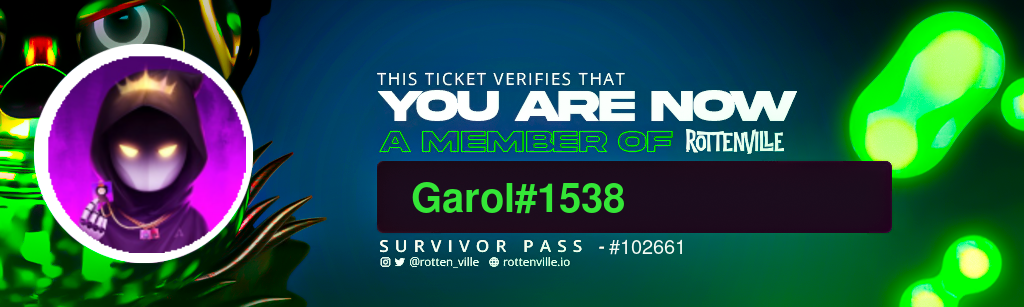 THIS TICKET VERIFIES THAT
YOU ARE NOW
A MEMBER OF ROTTENVILLE
Garol#1538
SURVIVOR PASS - #102661
@rotten_ville rottenville.io